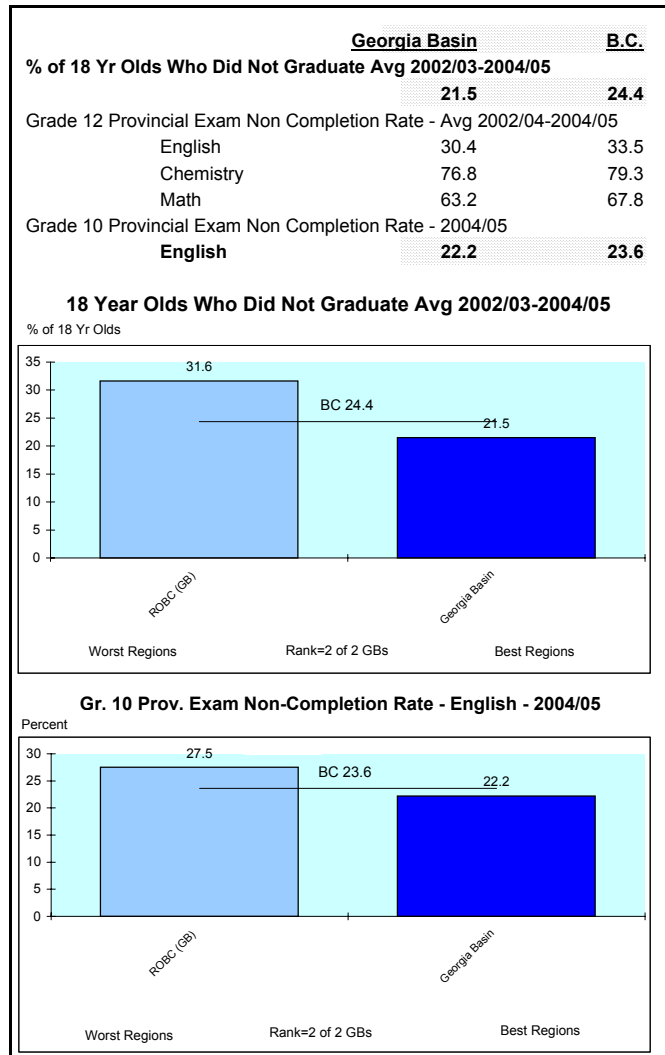 Georgia Basin B.C.
% of 18 Yr Olds Who Did Not Graduate Avg 2002/03-2004/05
21.5 24.4
Grade 12 Provincial Exam Non Completion Rate - Avg 2002/04-2004/05
English 30.4 33.5
Chemistry 76.8 79.3
Math 63.2 67.8
Grade 10 Provincial Exam Non Completion Rate - 2004/05
English 22.2 23.6
18 Year Olds Who Did Not Graduate Avg 2002/03-2004/05
% of 18 Yr Olds
35
31.6
30
BC 24.4
25
21.5
20
15
10
5
0
ROBC (GB) Georgia Basin
Worst Regions Rank=2 of 2 GBs Best Regions
Gr. 10 Prov. Exam Non-Completion Rate - English - 2004/05
Percent
30
27.5
25
BC 23.6
22.2
20
15
10
5
0
ROBC (GB) Georgia Basin
Worst Regions Rank=2 of 2 GBs Best Regions